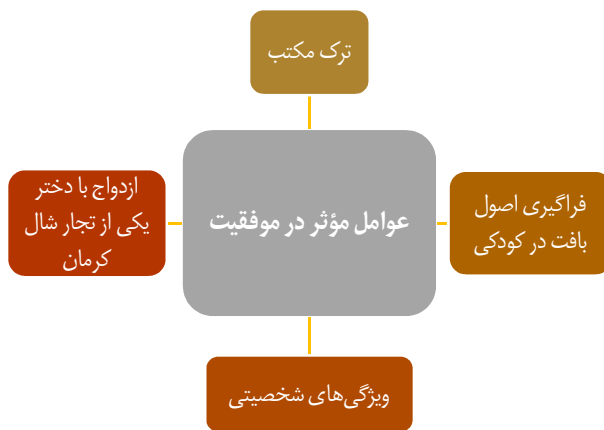 ترک مکتب
فراگیری اصول
بافت در کودکی
عوامل مؤثر در موفقیت
ازدواج با دختر
یکی از تجار شال
کرمان
ویژگی‌های شخصیتی